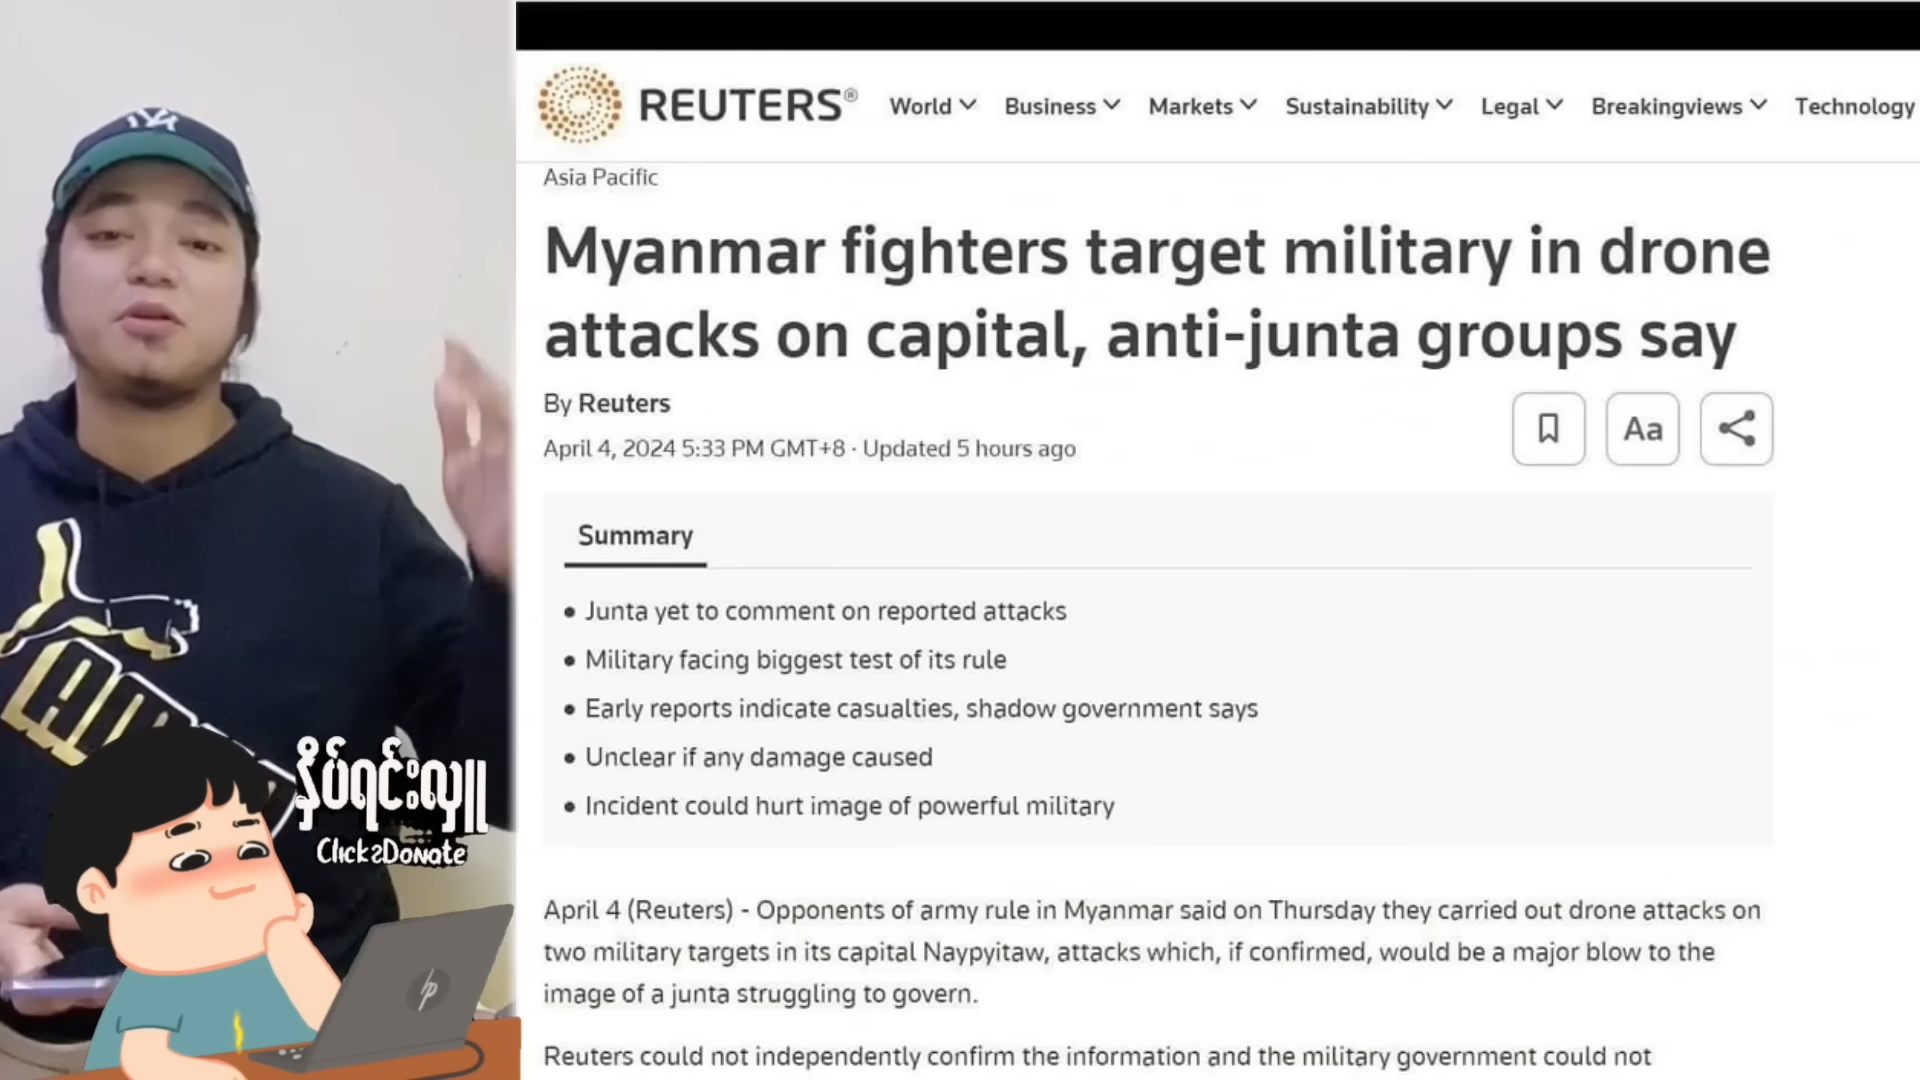 REUTERS®
World
Business
Markets
Sustainability
Legal
Breakingviews
Technology
Asia Pacific
Myanmar fighters target military in drone
attacks on capital, anti-junta groups say
By Reuters
April 4, 2024 5:33 PM GMT+8 · Updated 5 hours ago
Aa
Summary
• Junta yet to comment on reported attacks
• Military facing biggest test of its rule
• Early reports indicate casualties, shadow government says
• Unclear if any damage caused
• Incident could hurt image of powerful military
April 4 (Reuters) - Opponents of army rule in Myanmar said on Thursday they carried out drone attacks on
two military targets in its capital Naypyitaw, attacks which, if confirmed, would be a major blow to the
image of a junta struggling to govern.
Reuters could not independently confirm the information and the military government could not
နှိပ်ရင်းလှူ
Click2Donate
hp